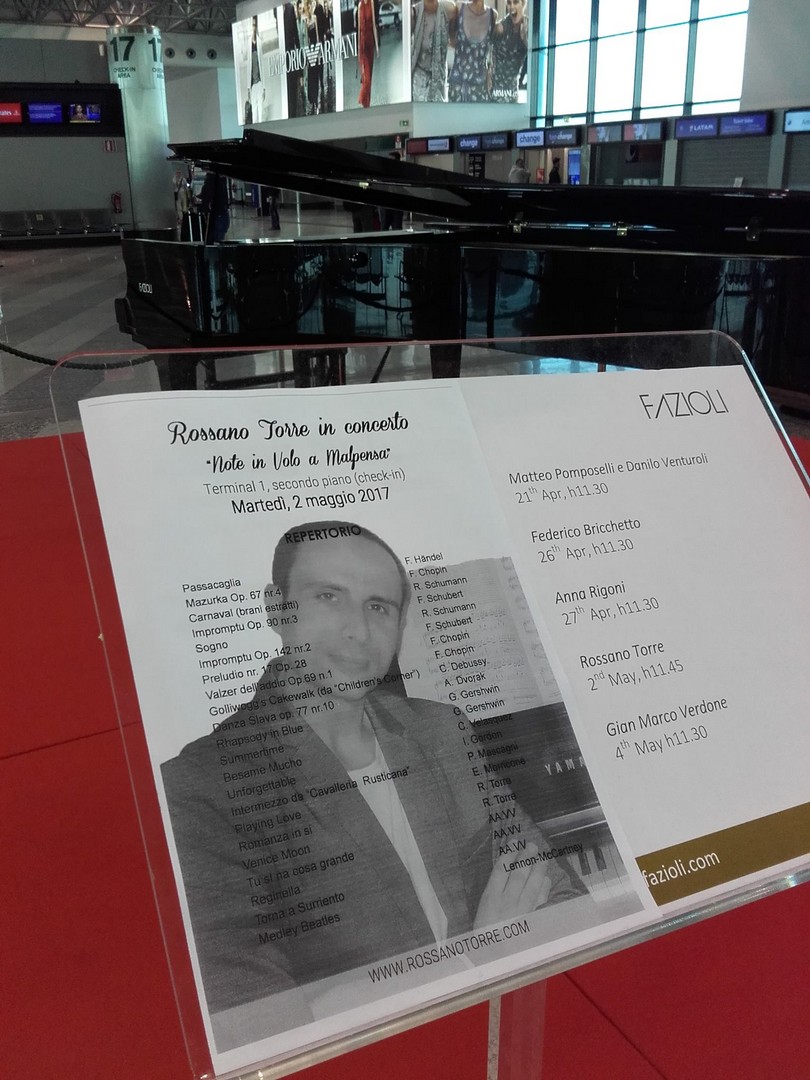 17
CHECK-IN
AREA
EMPORIO ARMANI
ARMANI
change
change
change
LATAM
FAZIOLI
Rossano Torre in concerto
"Note in Volo a Malpensa"
Terminal 1, secondo piano (check-in)
Martedì, 2 maggio 2017
REPERTORIO
Passacaglia F. Händel
Mazurka Op. 67 nr.4 F. Chopin
Carnaval (brani estratti) R. Schumann
Impromptu Op. 90 nr.3 F. Schubert
Sogno R. Schumann
Impromptu Op. 142 nr.2 F. Schubert
Preludio nr. 17 Op. 28 F. Chopin
Valzer dell'addio Op.69 n.1 F. Chopin
Golliwogg's Cakewalk (da "Children's Corner") C. Debussy
Danza Slava op. 77 nr.10 A. Dvorak
Rhapsody in Blue G. Gershwin
Summertime G. Gershwin
Besame Mucho C. Velasquez
Unforgettable I. Gordon
Intermezzo da "Cavalleria Rusticana" P. Mascagni
Playing Love E. Morricone
Romanza in si R. Torre
Venice Moon R. Torre
Tu si na cosa grande AA.VV
Reginella AA.VV
Torna a Surriento AA.VV
Medley Beatles Lennon-McCartney
YAMA
WWW.ROSSANOTORRE.COM
FAZIOLI
Matteo Pomposelli e Danilo Venturoli
21th Apr, h11.30
Federico Bricchetto
26th Apr, h11.30
Anna Rigoni
27th Apr, h11.30
Rossano Torre
2nd May, h11.45
Gian Marco Verdone
4th May h11.30
fazioli.com